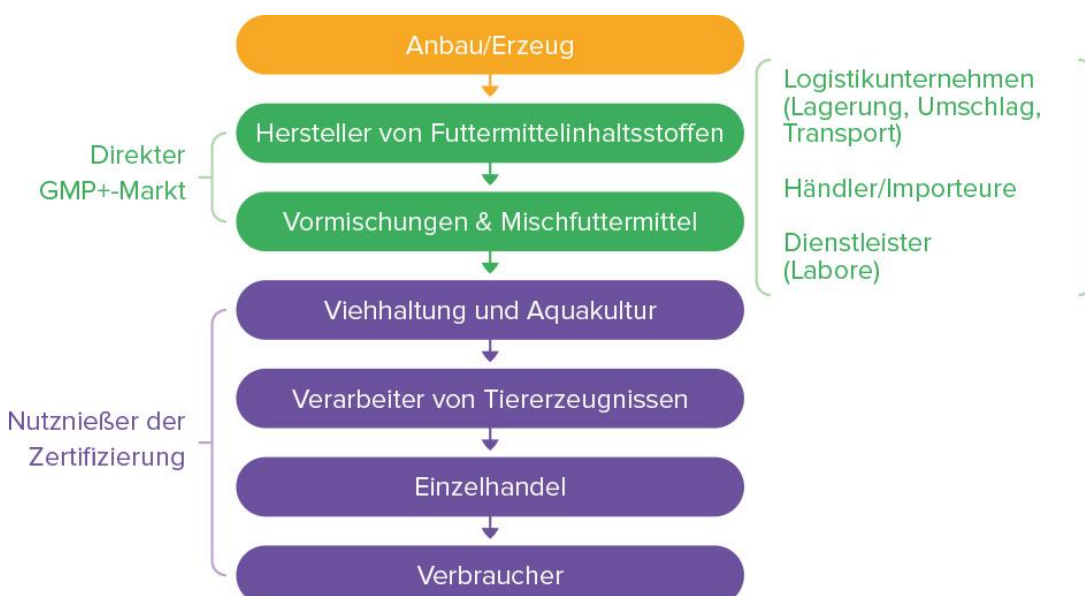 Anbau/Erzeug
Hersteller von Futtermittelinhaltsstoffen
Direkter
GMP+-Markt
Vormischungen & Mischfuttermittel
Logistikunternehmen
(Lagerung, Umschlag,
Transport)
Händler/Importeure
Dienstleister
(Labore)
Viehhaltung und Aquakultur
Verarbeiter von Tiererzeugnissen
Nutznießer der
Zertifizierung
Einzelhandel
Verbraucher